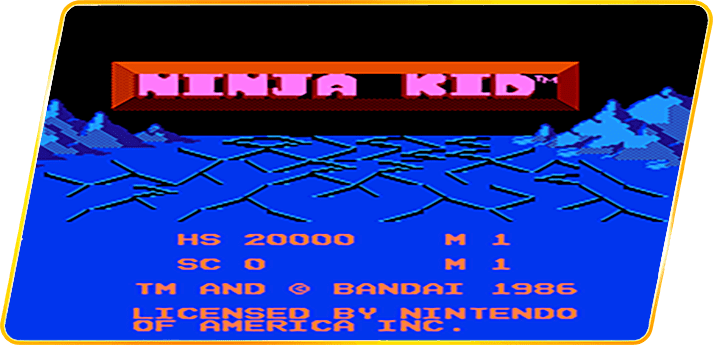 NINJA KID™
HS 20000 M 1
SC 0 M 1
TM AND © BANDAI 1986
LICENSED BY NINTENDO
OF AMERICA INC.